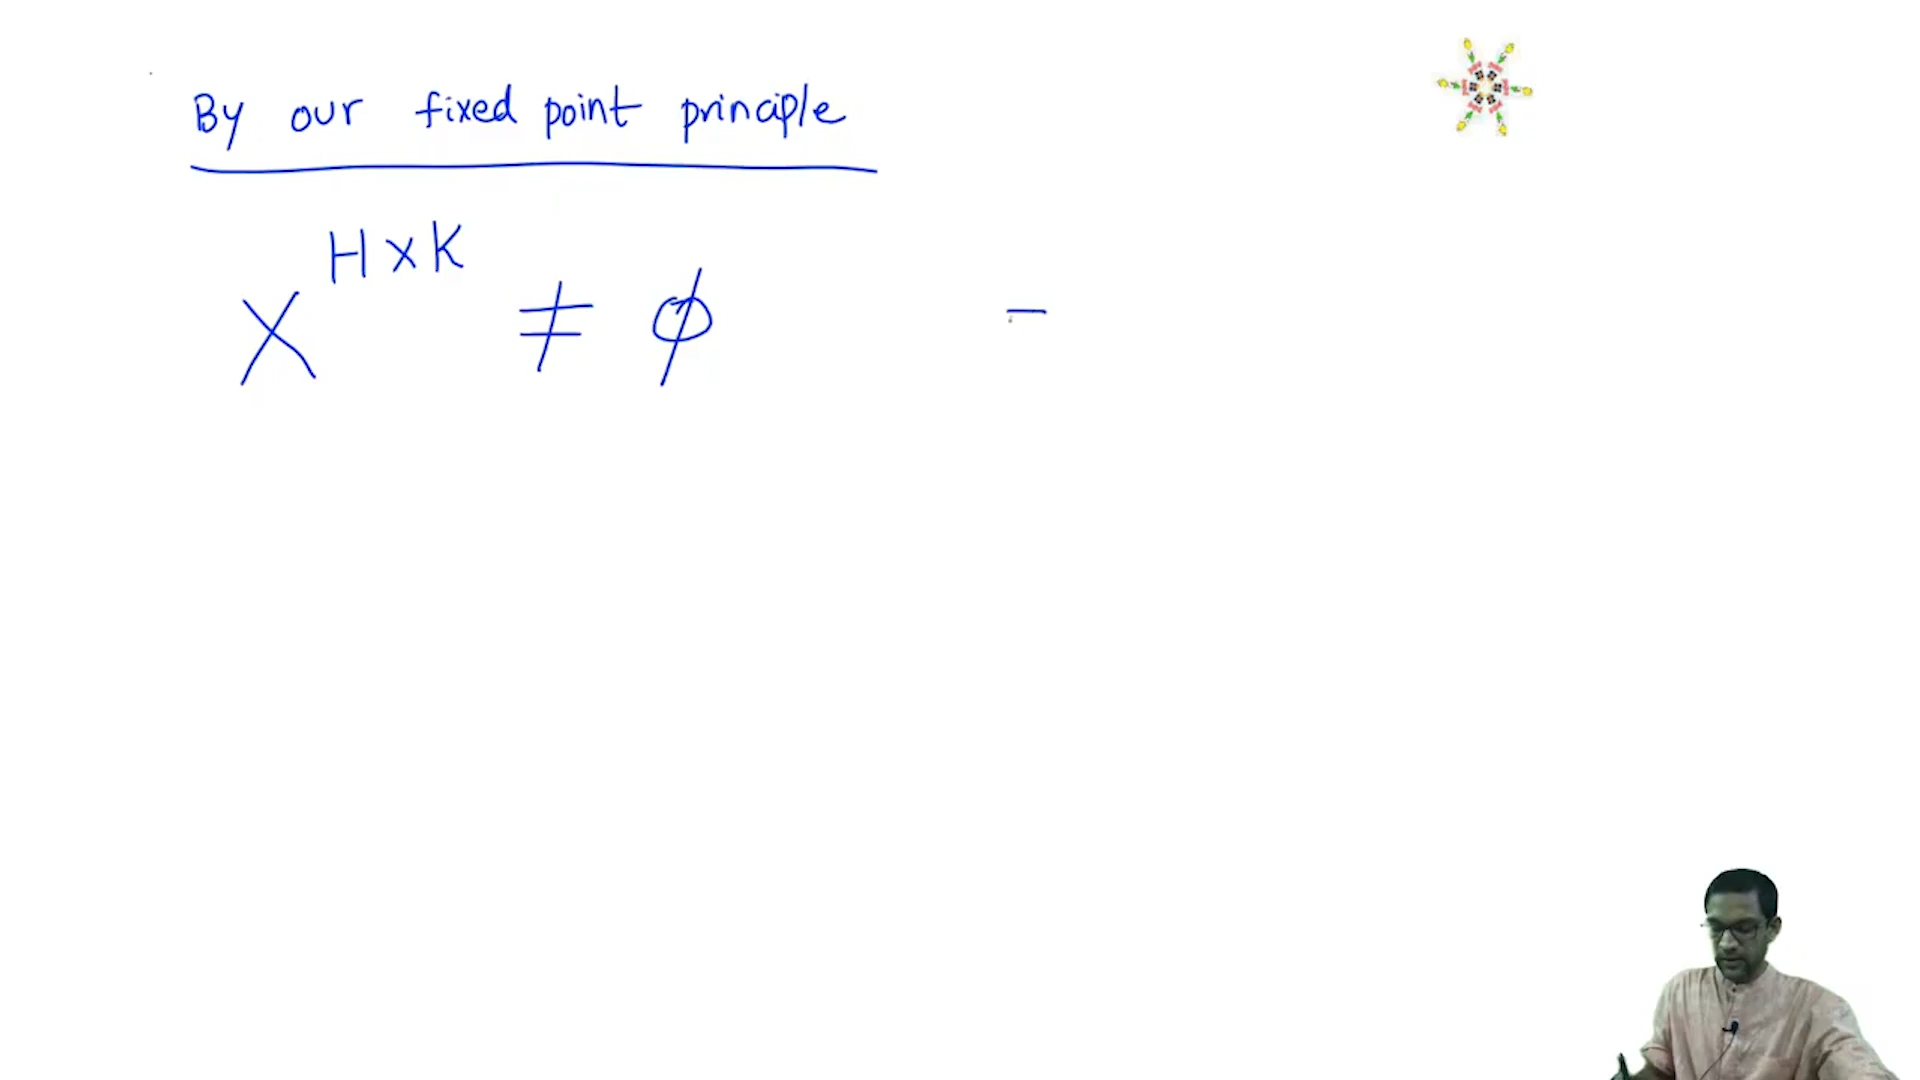 By our fixed point principle
X^{H×K} ≠ ∅